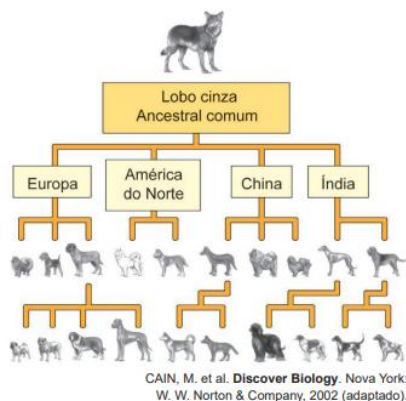 Lobo cinza
Ancestral comum
Europa
América
do Norte
China
Índia
CAIN, M. et al. Discover Biology. Nova York:
W. W. Norton & Company, 2002 (adaptado).